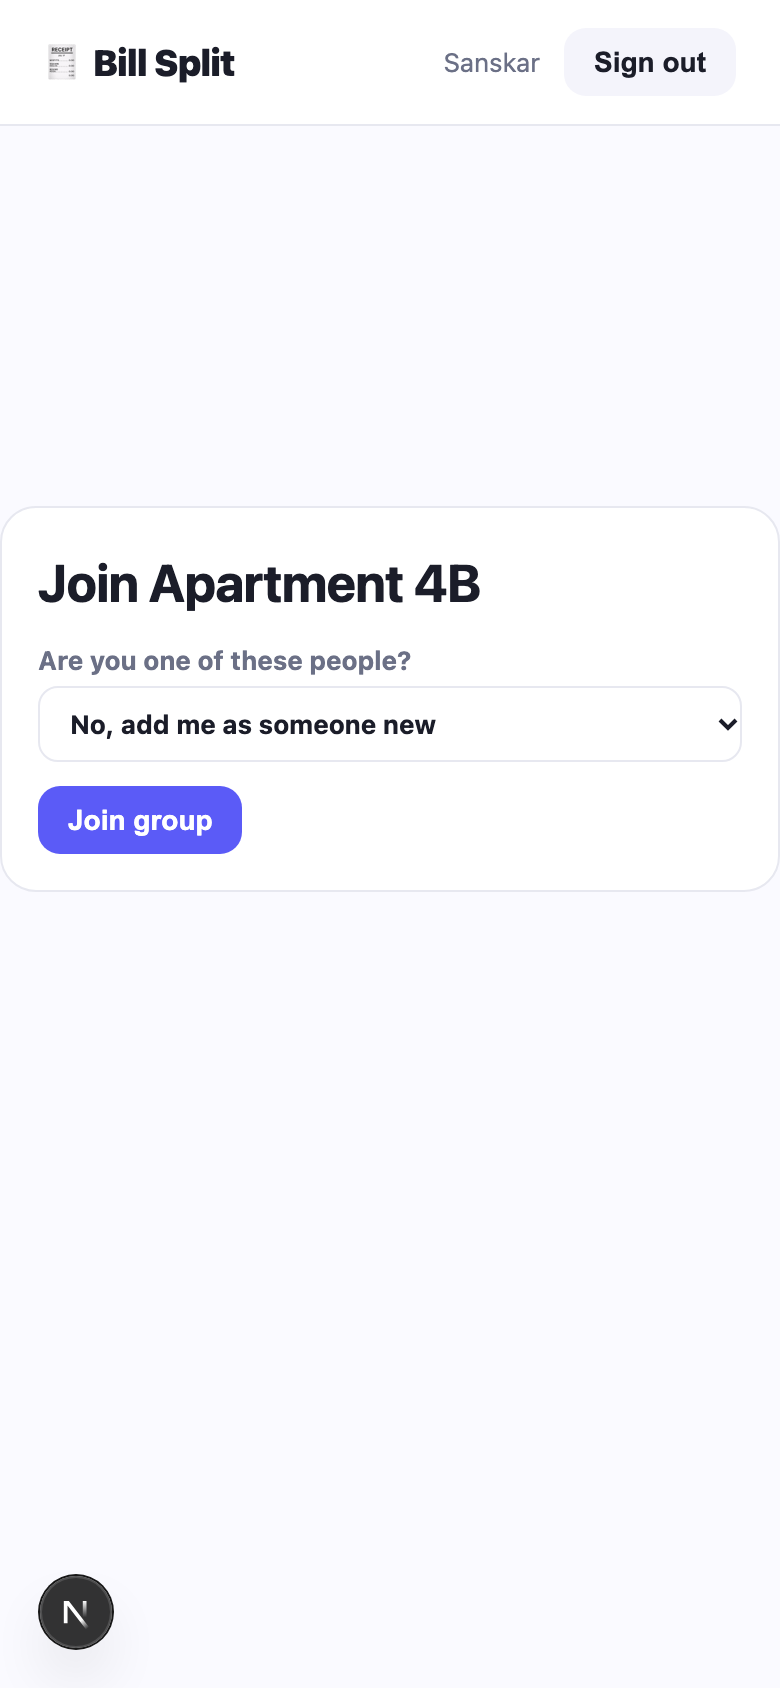 RECEIPT
Bill Split
Sanskar
Sign out
Join Apartment 4B
Are you one of these people?
No, add me as someone new
Join group
N